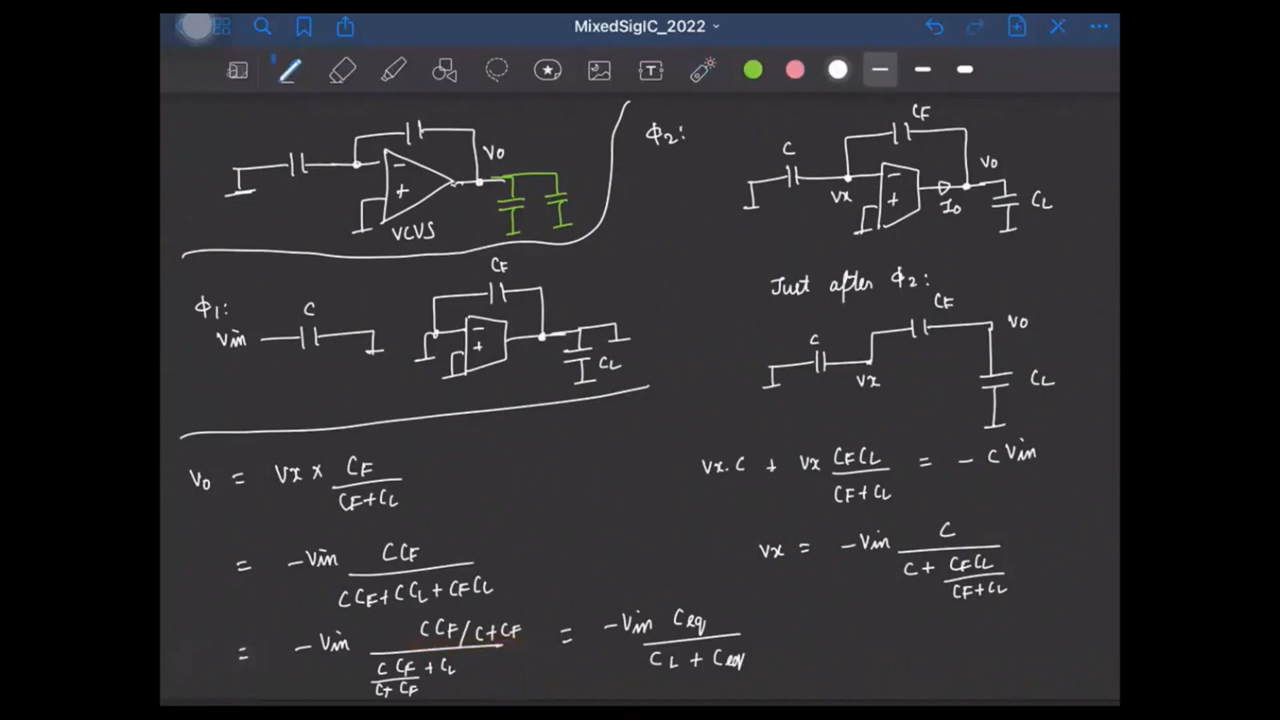 MixedSigIC_2022
Vo
VCVS
Φ1:
Vin
C
CF
CL
Φ2:
CF
C
Vx
Io
Vo
CL
Just after Φ2:
CF
C
Vx
Vo
CL
Vo = Vx × CF / (CF+CL)
= -Vin CCF / (CCF+CCL+CFCL)
= -Vin (CCF/C+CF) / (CCF/(C+CF) + CL) = -Vin Ceq / (CL + Ceq)
Vx.C + Vx CFCL / (CF+CL) = - C Vin
Vx = -Vin C / (C + CFCL / (CF+CL))